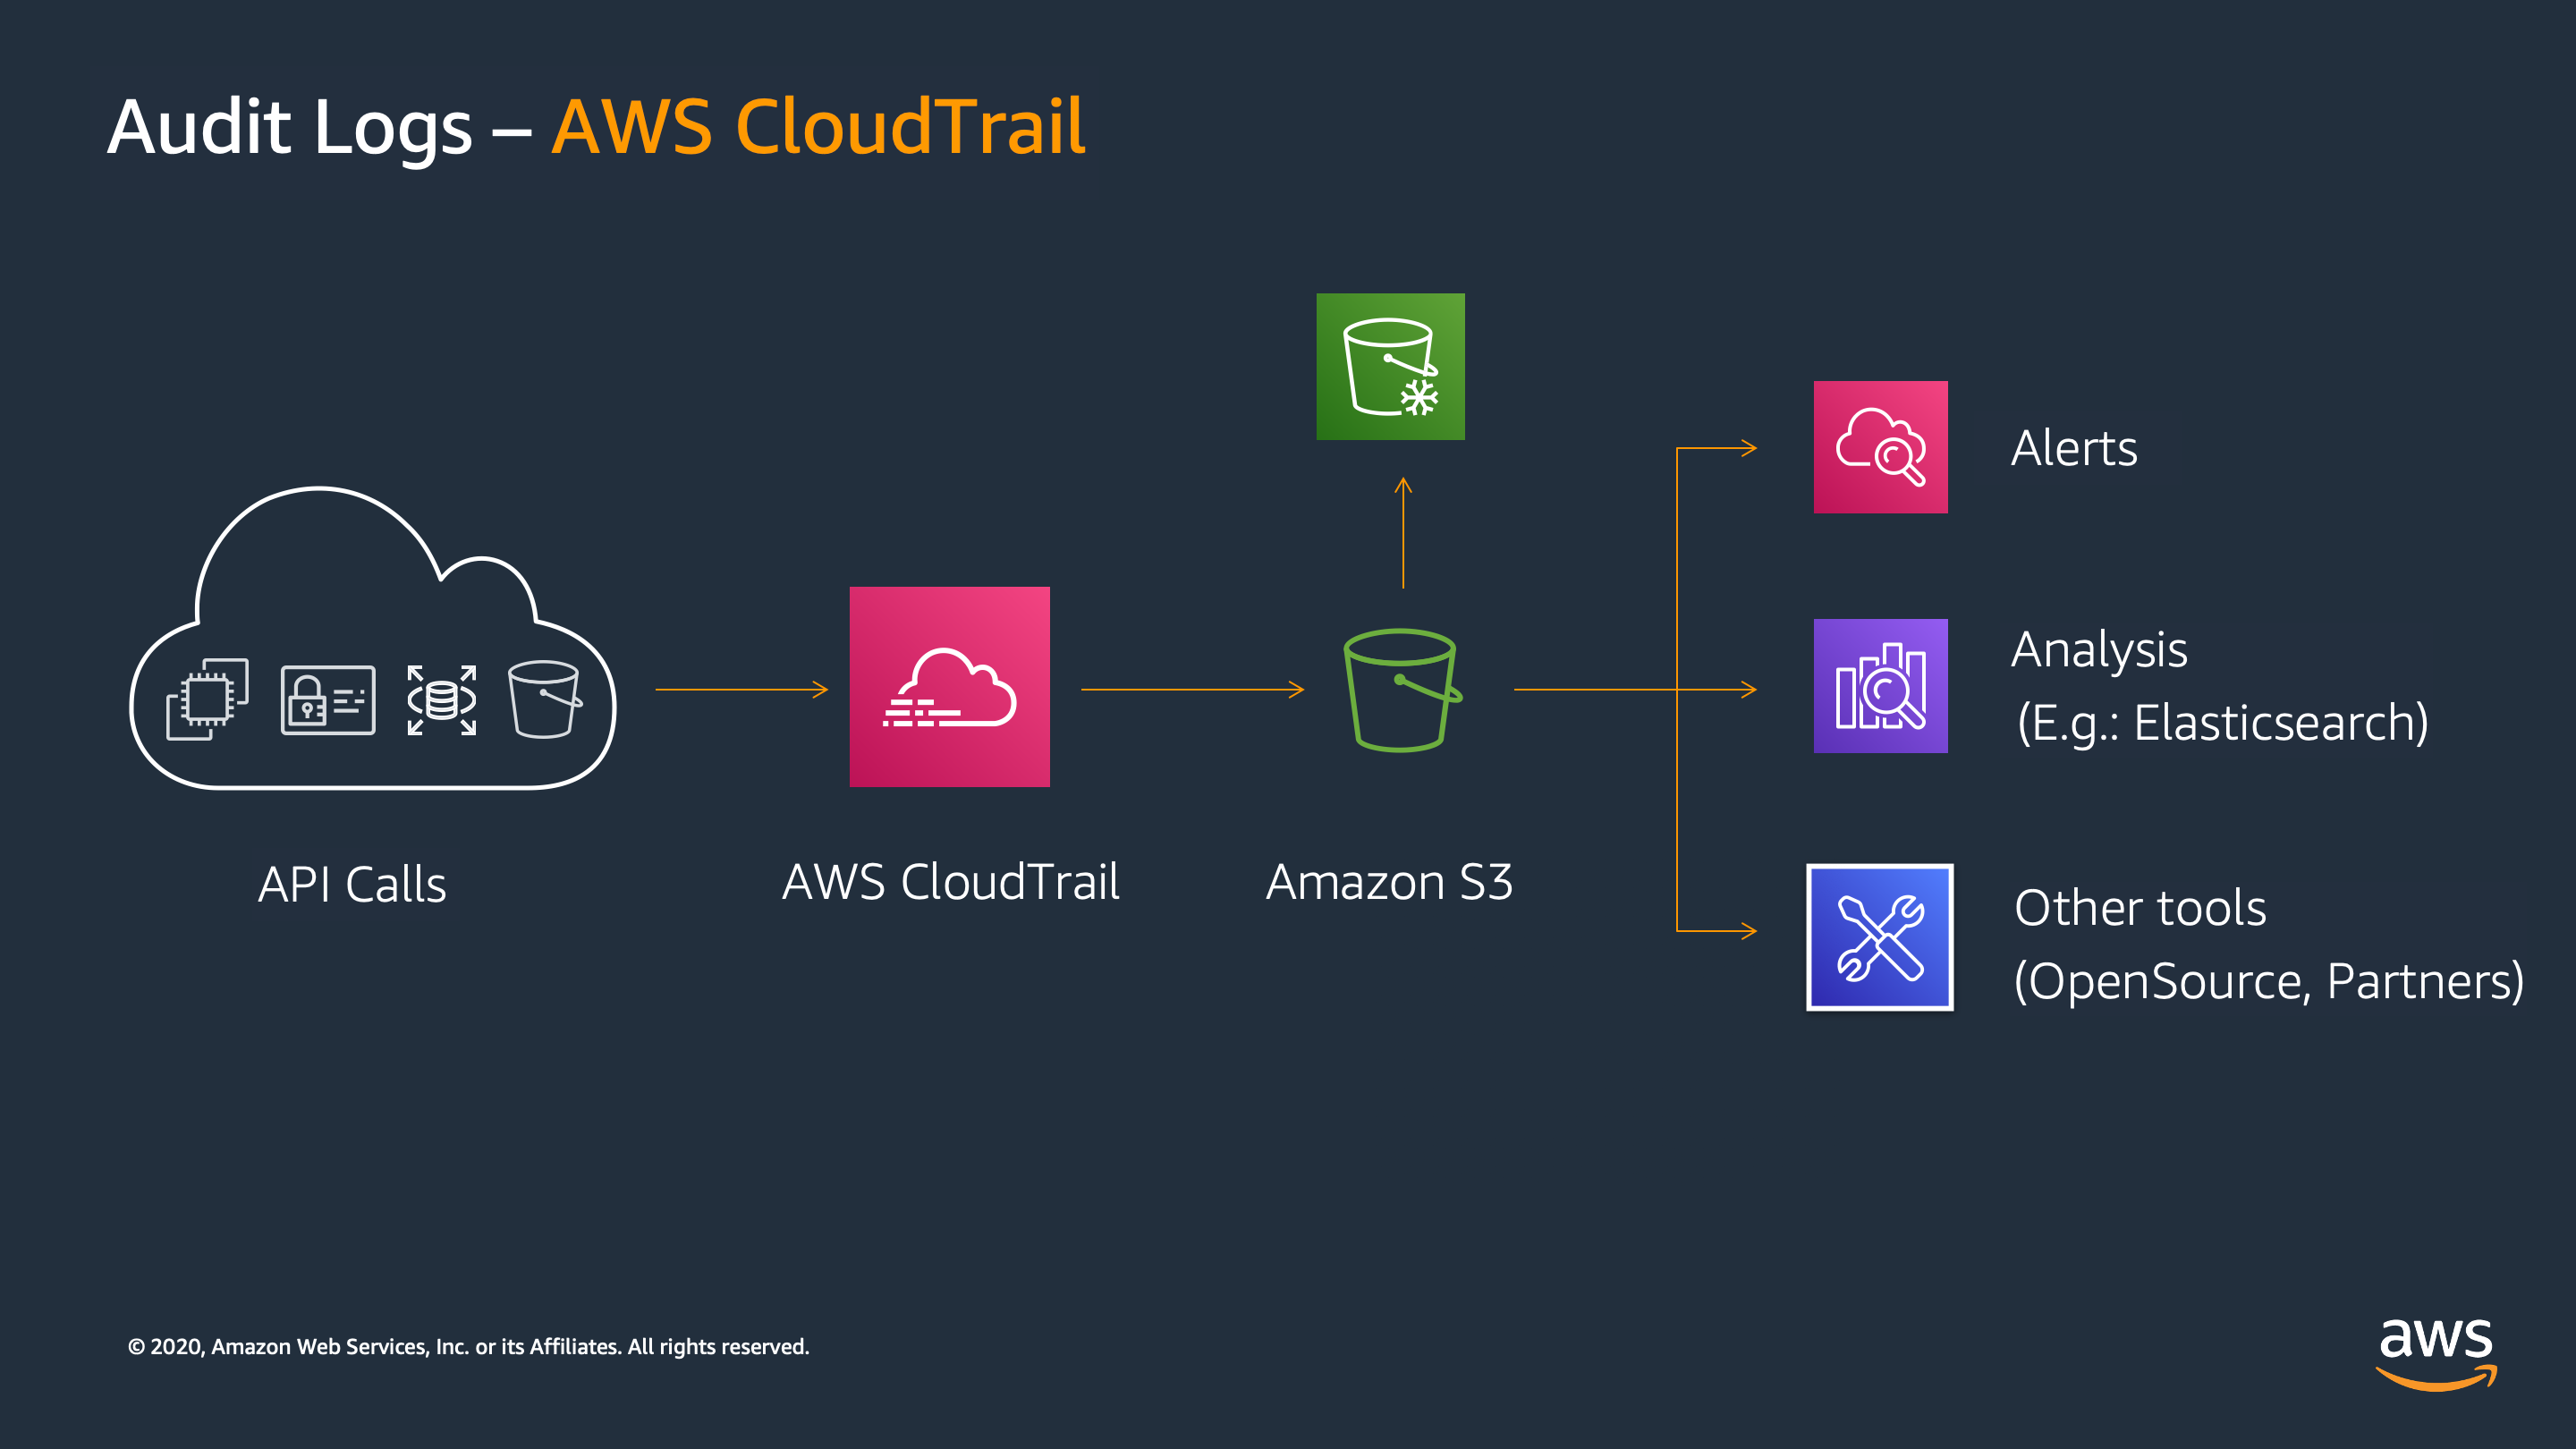 Audit Logs – AWS CloudTrail
API Calls
AWS CloudTrail
Amazon S3
Alerts
Analysis
(E.g.: Elasticsearch)
Other tools
(OpenSource, Partners)
© 2020, Amazon Web Services, Inc. or its Affiliates. All rights reserved.
aws